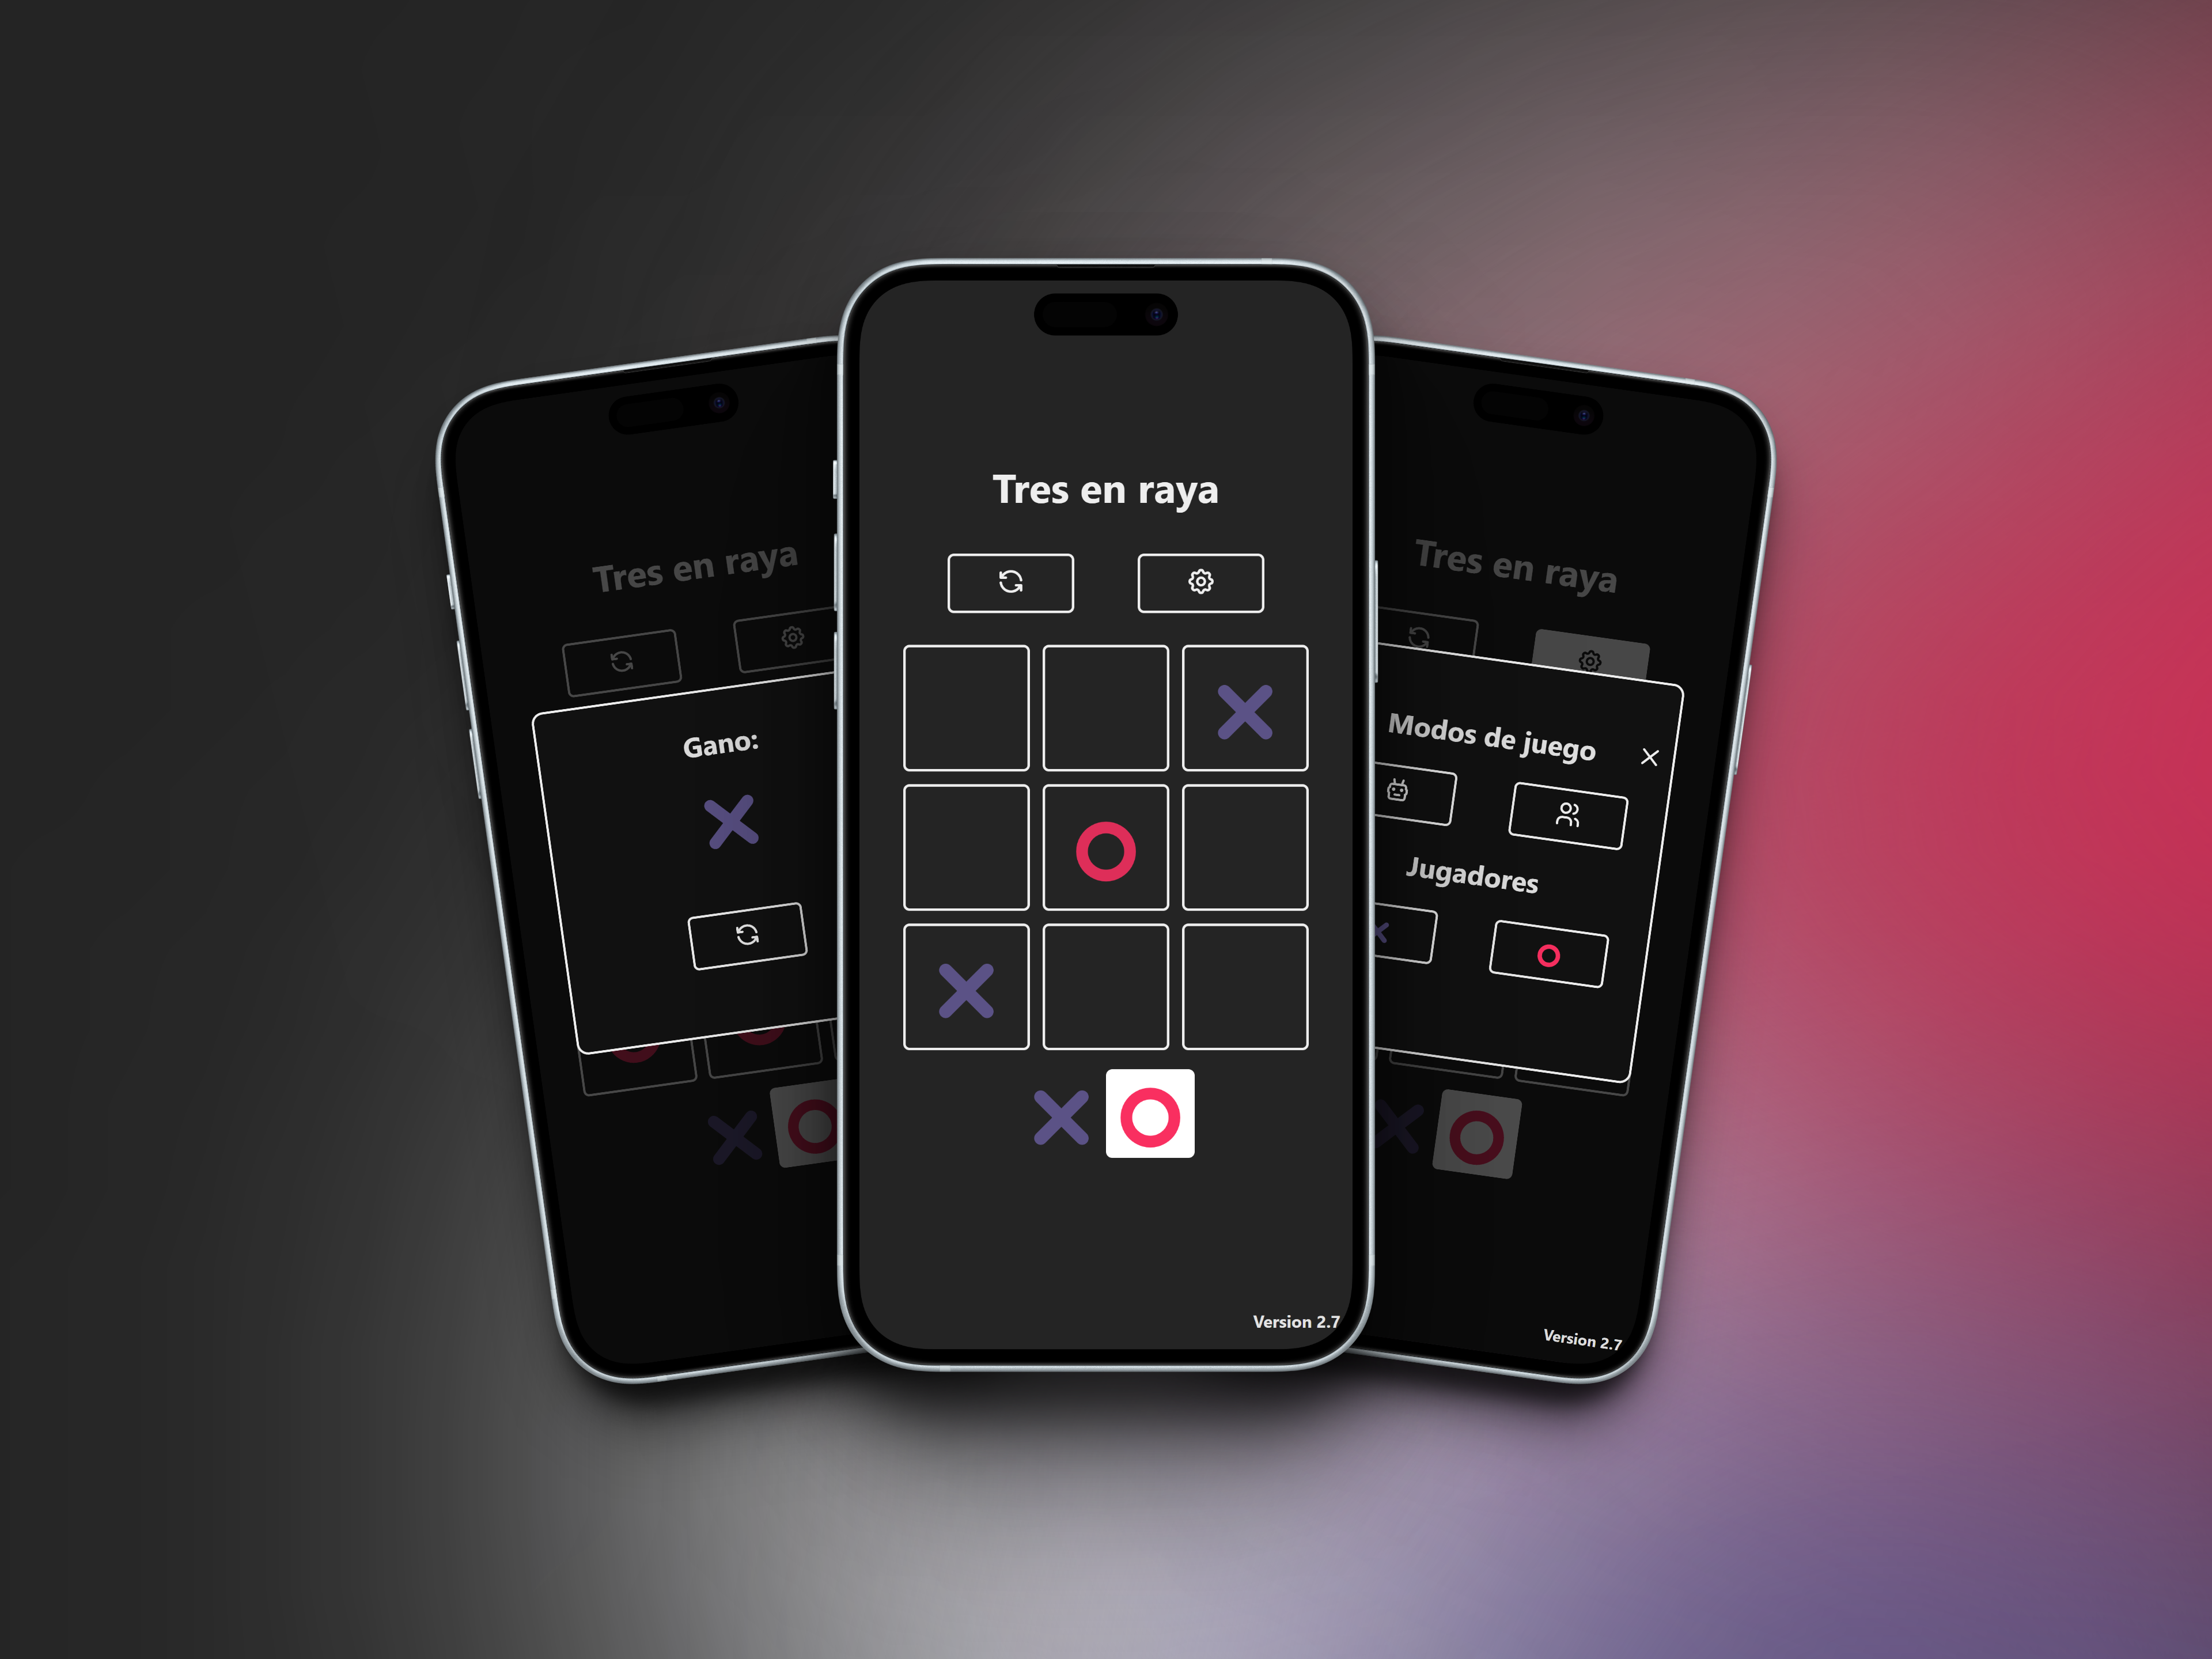 Tres en raya
Gano:
Tres en raya
Version 2.7
Tres en raya
Modos de juego
Jugadores
Version 2.7